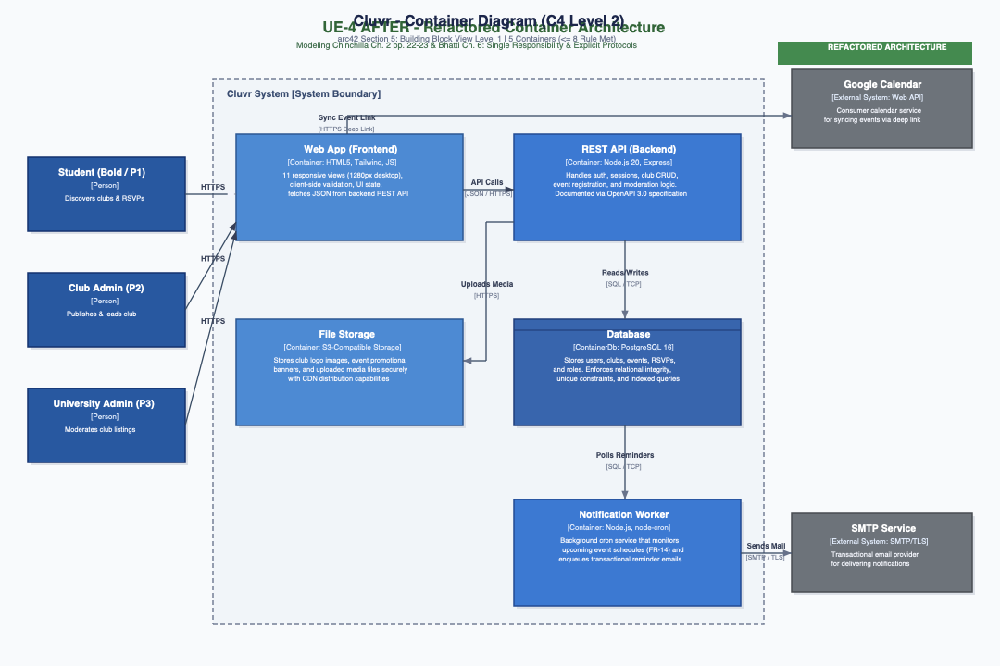 Cluvr - Container Diagram (C4 Level 2)
UE-4 AFTER - Refactored Container Architecture
arc42 Section 5: Building Block View Level 1 | 5 Containers (<= 8 Rule Met)
Modeling Chinchilla Ch. 2 pp. 22-23 & Bhatti Ch. 6: Single Responsibility & Explicit Protocols
REFACTORED ARCHITECTURE
Google Calendar
[External System: Web API]
Consumer calendar service
for syncing events via deep link
Cluvr System [System Boundary]
Sync Event Link
[HTTPS Deep Link]
Web App (Frontend)
[Container: HTML5, Tailwind, JS]
11 responsive views (1280px desktop),
client-side validation, UI state,
fetches JSON from backend REST API
API Calls
[JSON / HTTPS]
REST API (Backend)
[Container: Node.js 20, Express]
Handles auth, sessions, club CRUD,
event registration, and moderation logic.
Documented via OpenAPI 3.0 specification
Student (Bold / P1)
[Person]
Discovers clubs & RSVPs
HTTPS
Club Admin (P2)
[Person]
Publishes & leads club
HTTPS
University Admin (P3)
[Person]
Moderates club listings
HTTPS
Uploads Media
[HTTPS]
Reads/Writes
[SQL / TCP]
File Storage
[Container: S3-Compatible Storage]
Stores club logo images, event promotional
banners, and uploaded media files securely
with CDN distribution capabilities
Database
[ContainerDb: PostgreSQL 16]
Stores users, clubs, events, RSVPs,
and roles. Enforces relational integrity,
unique constraints, and indexed queries
Polls Reminders
[SQL / TCP]
Notification Worker
[Container: Node.js, node-cron]
Background cron service that monitors
upcoming event schedules (FR-14) and
enqueues transactional reminder emails
Sends Mail
[SMTP / TLS]
SMTP Service
[External System: SMTP/TLS]
Transactional email provider
for delivering notifications